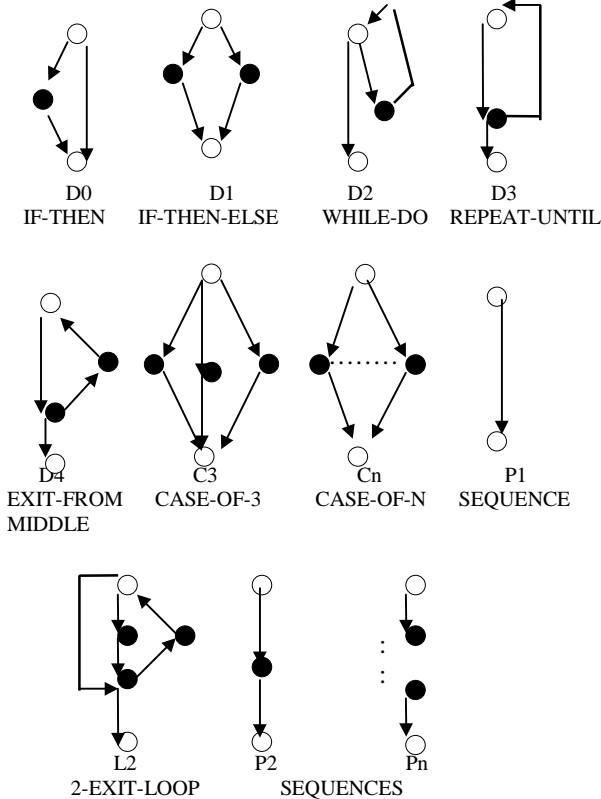 D0 D1 D2 D3
IF-THEN IF-THEN-ELSE WHILE-DO REPEAT-UNTIL
D4 C3 Cn P1
EXIT-FROM CASE-OF-3 CASE-OF-N SEQUENCE
MIDDLE
L2 P2 Pn
2-EXIT-LOOP SEQUENCES